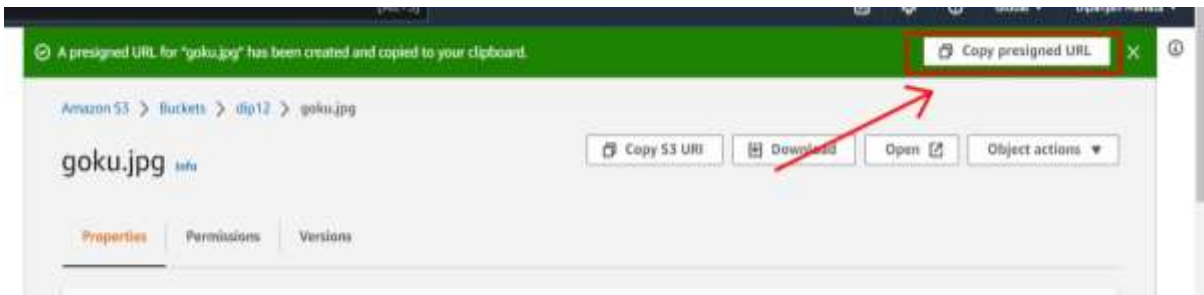 A presigned URL for "goku.jpg" has been created and copied to your clipboard. Copy presigned URL
Amazon S3 > Buckets > dip12 > goku.jpg
goku.jpg Info Copy S3 URI Download Open Object actions
Properties Permissions Versions